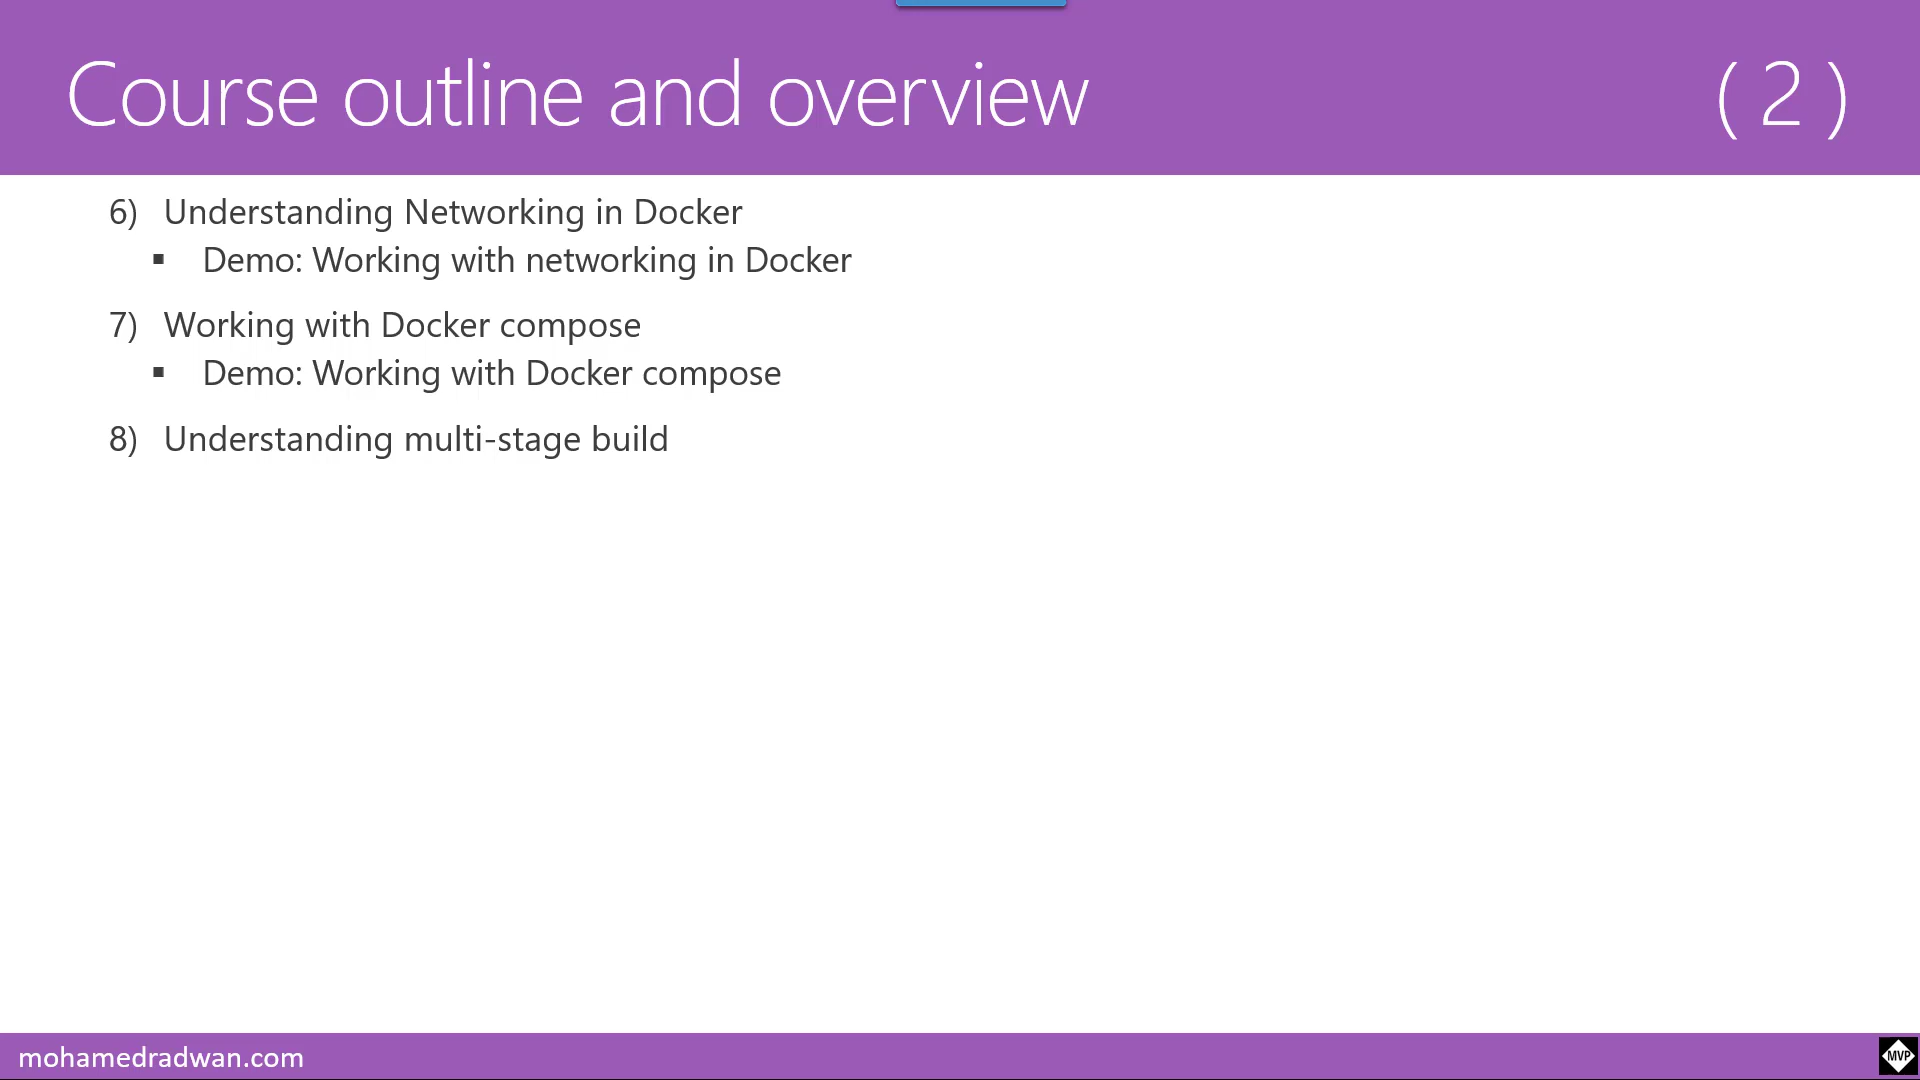 Course outline and overview (2)
6) Understanding Networking in Docker
▪ Demo: Working with networking in Docker
7) Working with Docker compose
▪ Demo: Working with Docker compose
8) Understanding multi-stage build
mohamedradwan.com
MVP